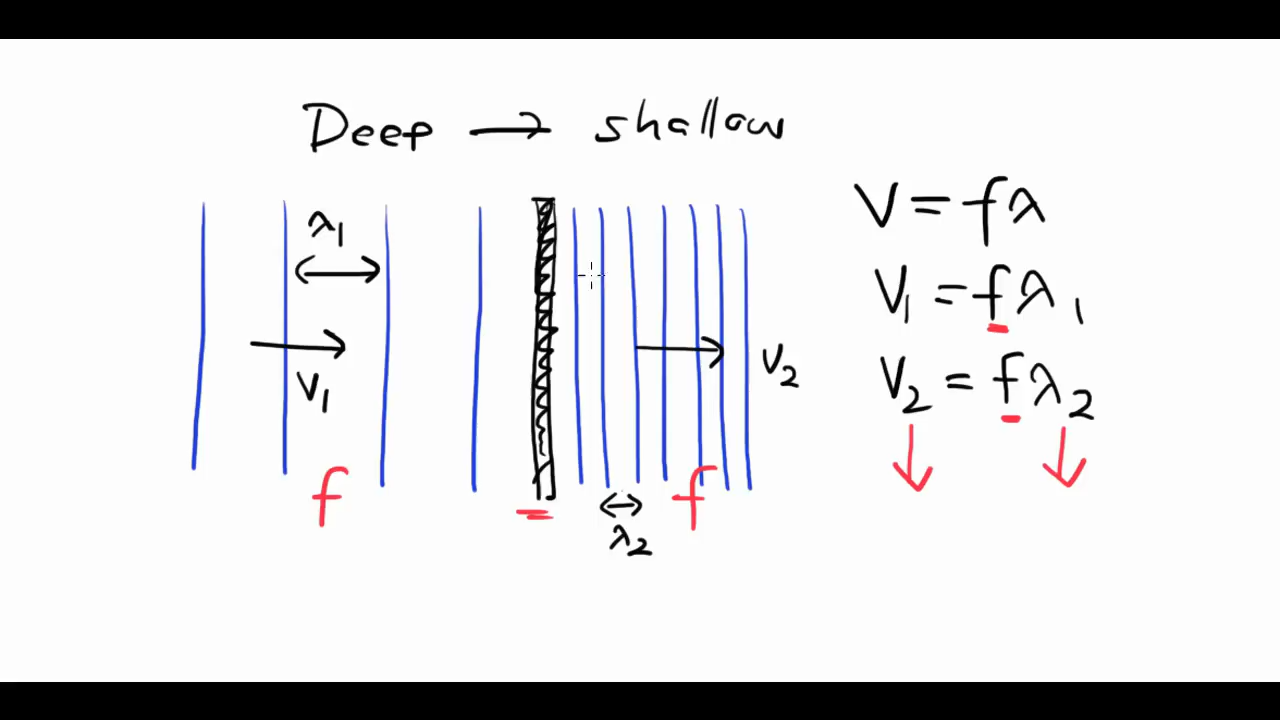 Deep → shallow
λ₁
V₁
f
λ₂
f
V₂
V = fλ
V₁ = fλ₁
V₂ = fλ₂